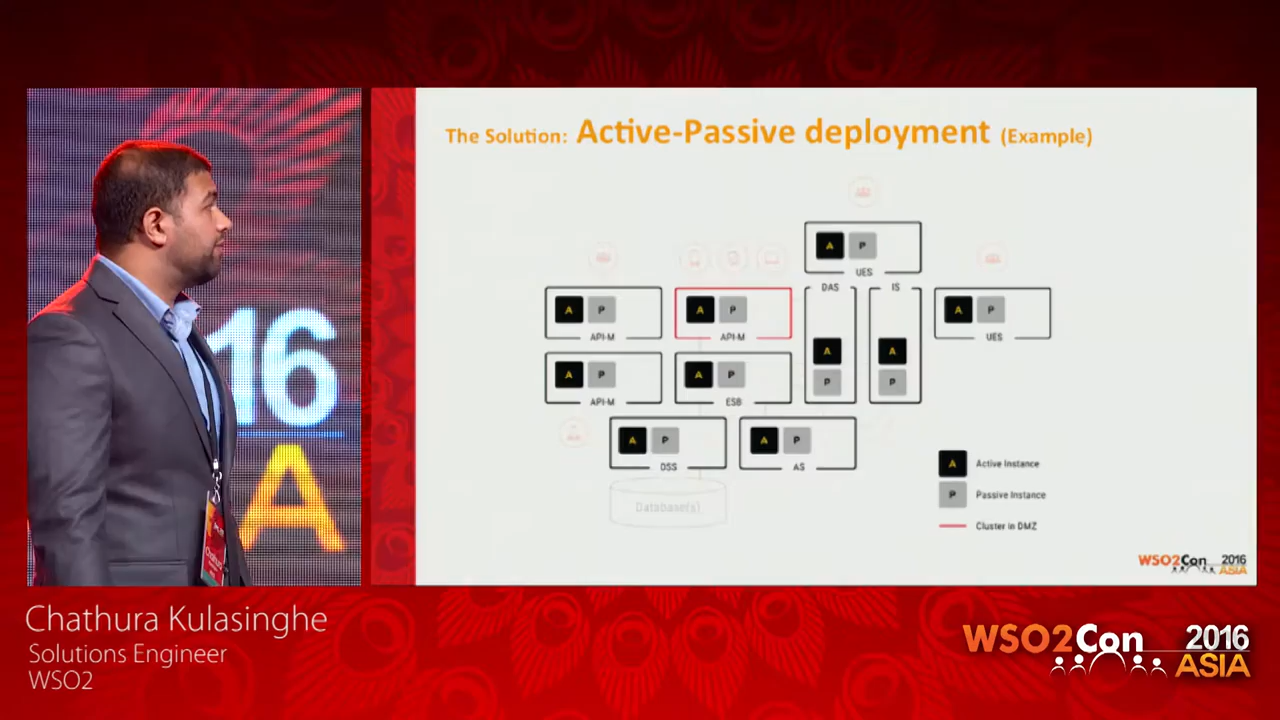 The Solution: Active-Passive deployment (Example)
A P
UES
DAS IS
A P
API-M
A P
API-M
A P
UES
A
P
A
P
A P
API-M
A P
ESB
A P
DSS
A P
AS
Database(s)
A Active Instance
P Passive Instance
Cluster in DMZ
WSO2Con 2016
ASIA
16
A
Chathura
Chathura Kulasinghe
Solutions Engineer
WSO2
WSO2Con 2016
ASIA